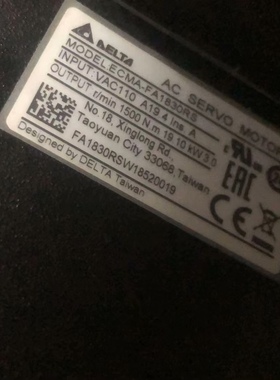 DELTA
AC SERVO MOTOR
MODEL:ECMA-FA1830RS
INPUT:VAC110 A19.4 Ins. A
OUTPUT:r/min 1500 N·m 19.10 kW 3.0
No.18, Xinglong Rd.,
Taoyuan City 33068,Taiwan
FA1830RSW18520019
Designed by DELTA Taiwan
EAC
CE